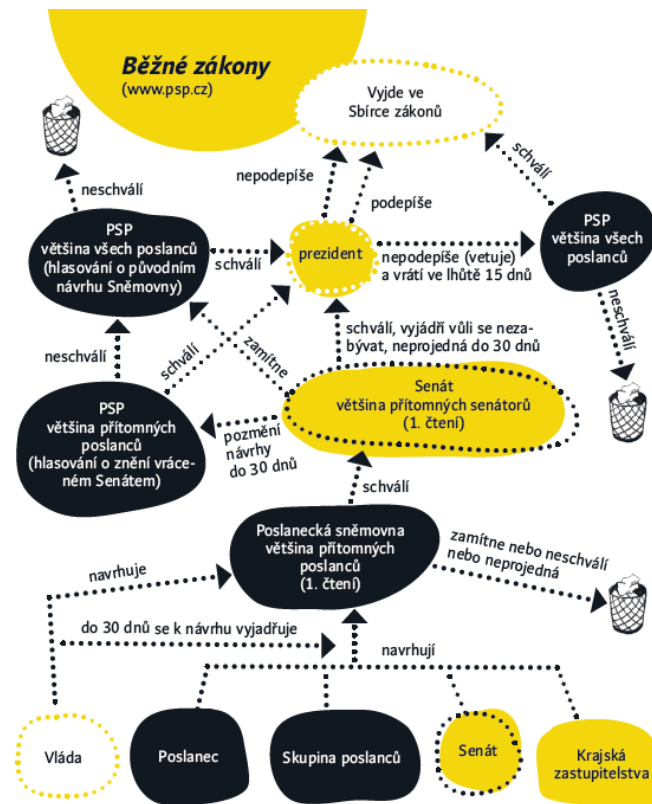 Běžné zákony
(www.psp.cz)
Vyjde ve
Sbírce zákonů
neschválí
nepodepíše
podepíše
schválí
PSP
většina všech poslanců
(hlasování o původním
návrhu Sněmovny)
schválí
prezident
nepodepíše (vetuje)
a vrátí ve lhůtě 15 dnů
PSP
většina všech
poslanců
neschválí
schválí
zamítne
schválí, vyjádří vůli se neza-
bývat, neprojedná do 30 dnů
neschválí
PSP
většina přítomných
poslanců
(hlasování o znění vráce-
ném Senátem)
pozmění
návrhy
do 30 dnů
Senát
většina přítomných senátorů
(1. čtení)
schválí
Poslanecká sněmovna
většina přítomných
poslanců
(1. čtení)
zamítne nebo neschválí
nebo neprojedná
navrhuje
do 30 dnů se k návrhu vyjadřuje
navrhují
Vláda
Poslanec
Skupina poslanců
Senát
Krajská
zastupitelstva